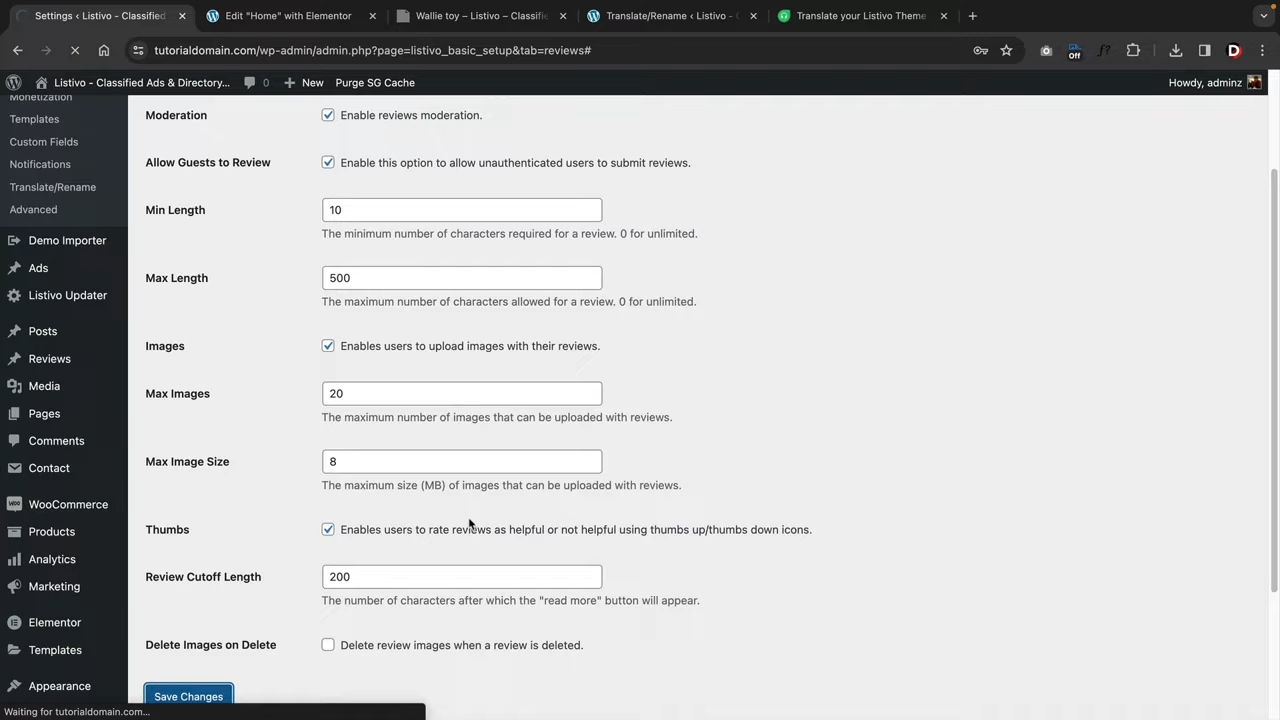 Settings ‹ Listivo - Classified
Edit "Home" with Elementor
Wallie toy – Listivo – Classifie
Translate/Rename ‹ Listivo -
Translate your Listivo Theme
tutorialdomain.com/wp-admin/admin.php?page=listivo_basic_setup&tab=reviews#
Off
f?
D
Listivo - Classified Ads & Directory...
0
New
Purge SG Cache
Howdy, adminz
Monetization
Templates
Custom Fields
Notifications
Translate/Rename
Advanced
Demo Importer
Ads
Listivo Updater
Posts
Reviews
Media
Pages
Comments
Contact
WooCommerce
Products
Analytics
Marketing
Elementor
Templates
Appearance
Moderation
Enable reviews moderation.
Allow Guests to Review
Enable this option to allow unauthenticated users to submit reviews.
Min Length
10
The minimum number of characters required for a review. 0 for unlimited.
Max Length
500
The maximum number of characters allowed for a review. 0 for unlimited.
Images
Enables users to upload images with their reviews.
Max Images
20
The maximum number of images that can be uploaded with reviews.
Max Image Size
8
The maximum size (MB) of images that can be uploaded with reviews.
Thumbs
Enables users to rate reviews as helpful or not helpful using thumbs up/thumbs down icons.
Review Cutoff Length
200
The number of characters after which the "read more" button will appear.
Delete Images on Delete
Delete review images when a review is deleted.
Save Changes
Waiting for tutorialdomain.com...